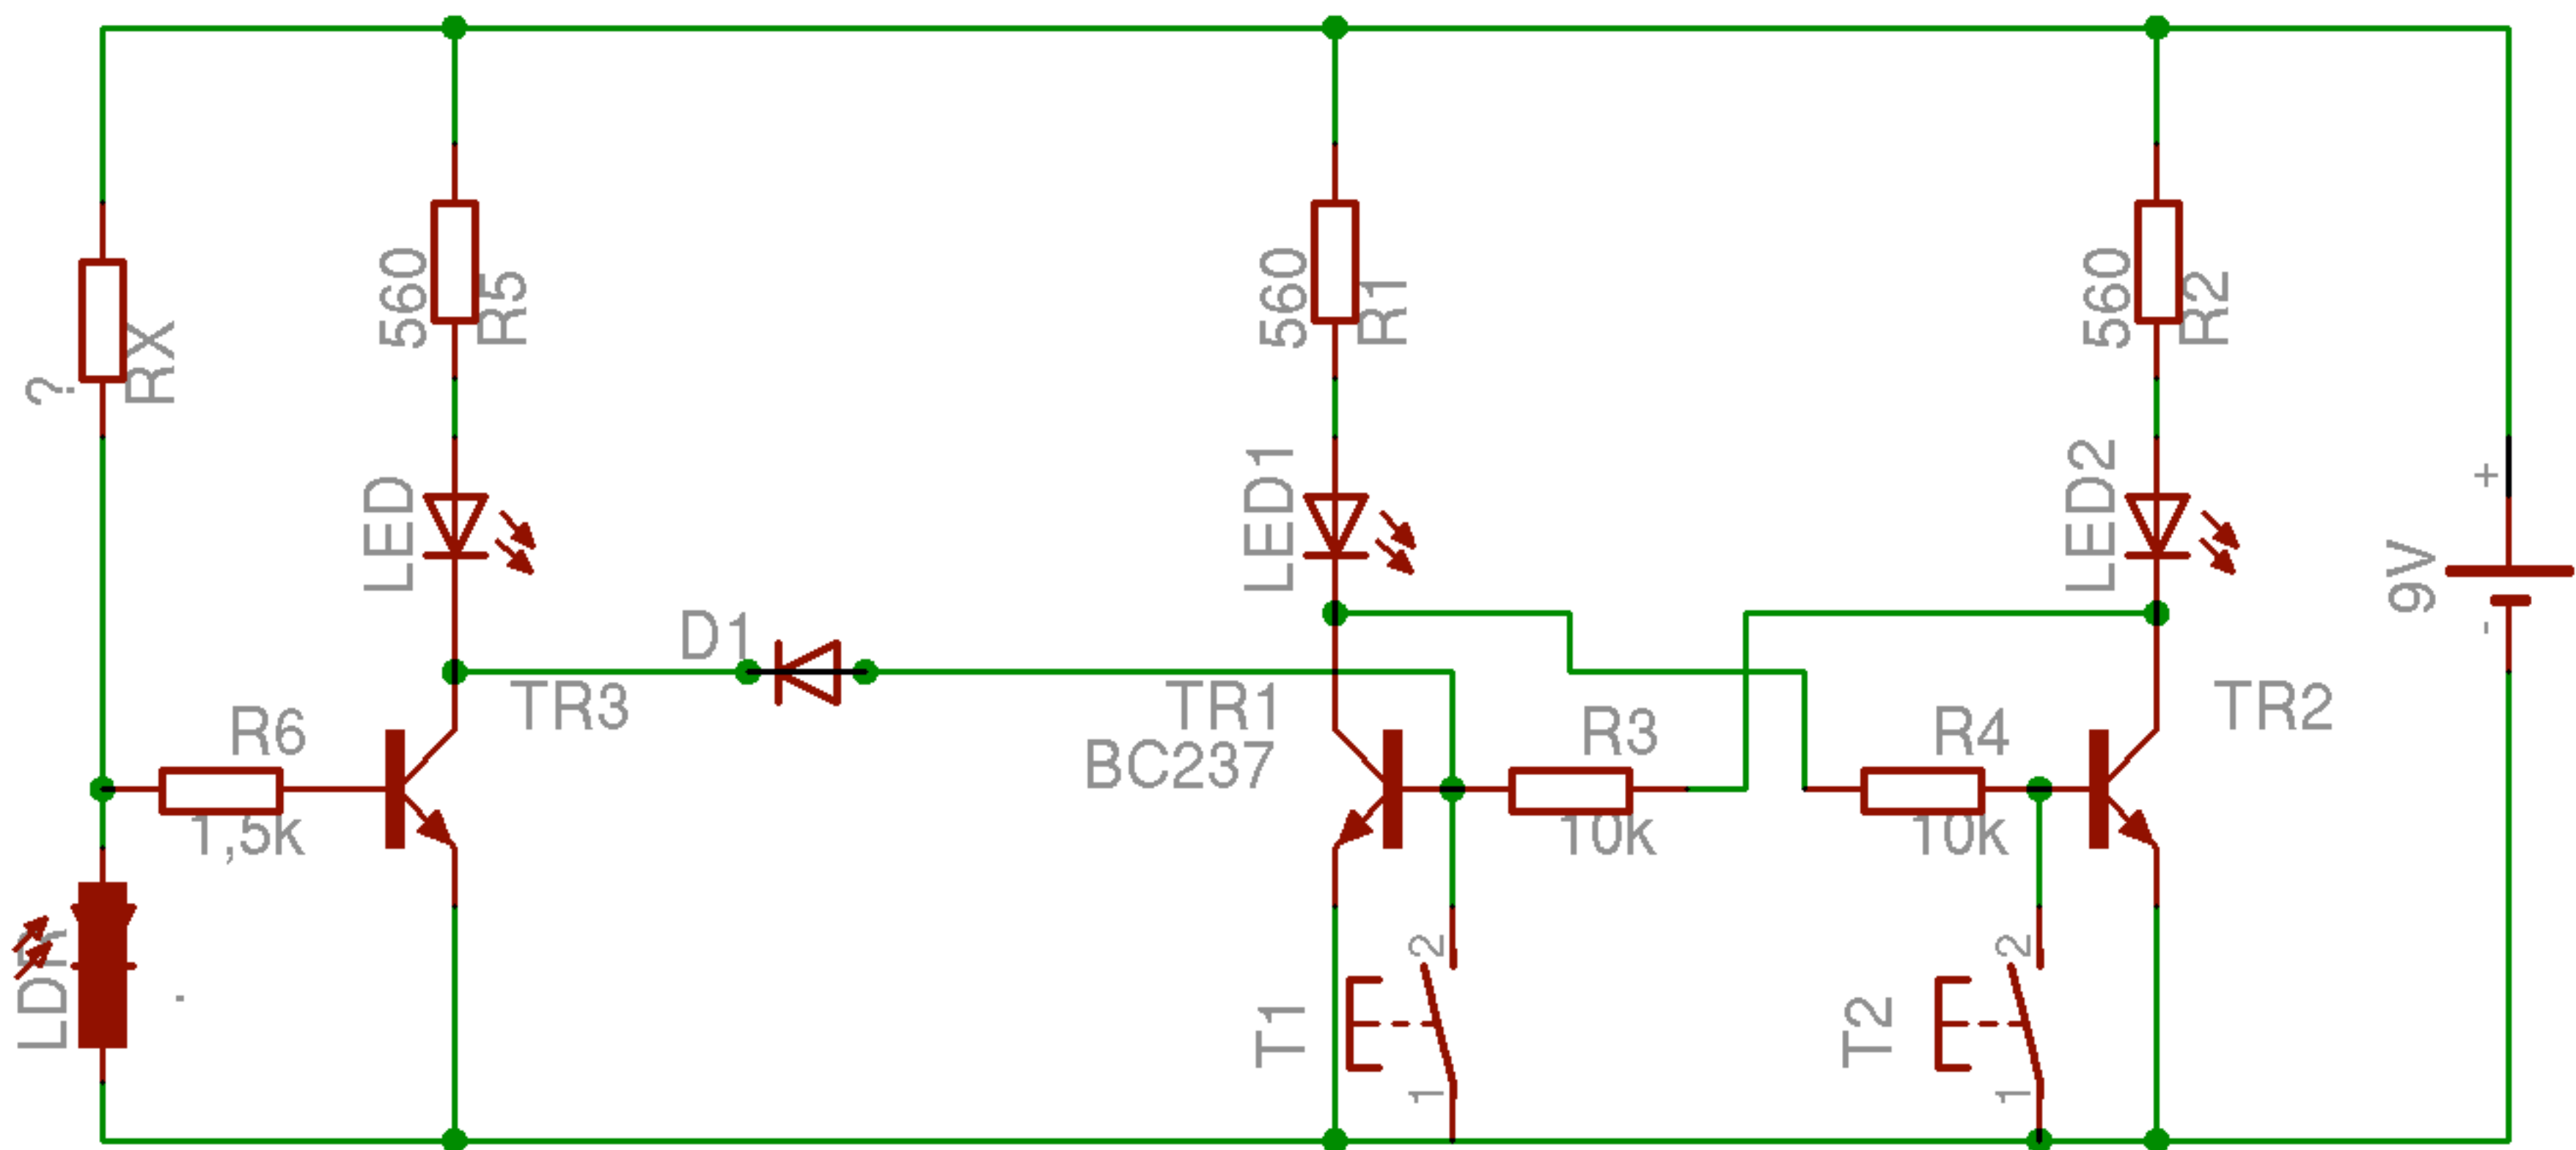 ?
RX
560
R5
LED
D1
TR3
R6
1,5k
LDR
560
R1
LED1
TR1
BC237
R3
10k
T1
2
1
560
R2
LED2
TR2
R4
10k
T2
2
1
+
9V
-